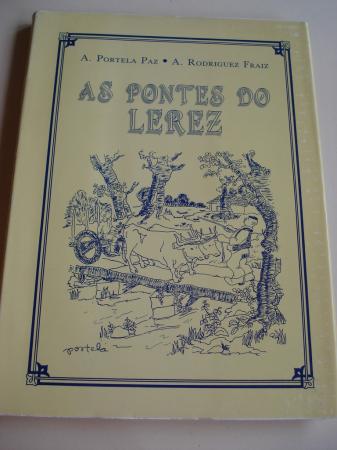 A. PORTELA PAZ • A. RODRIGUEZ FRAIZ
AS PONTES DO
LEREZ
portela